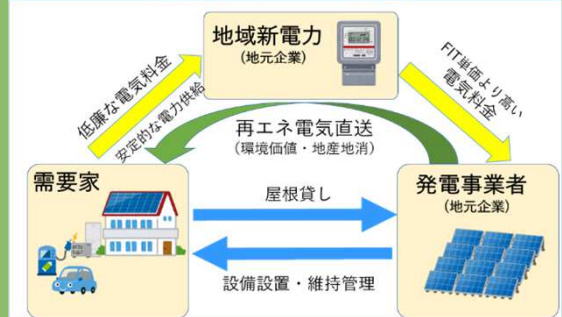 地域新電力
(地元企業)
低廉な電気料金
安定的な電力供給
FIT単価より高い
電気料金
再エネ電気直送
(環境価値・地産地消)
需要家
屋根貸し
発電事業者
(地元企業)
設備設置・維持管理